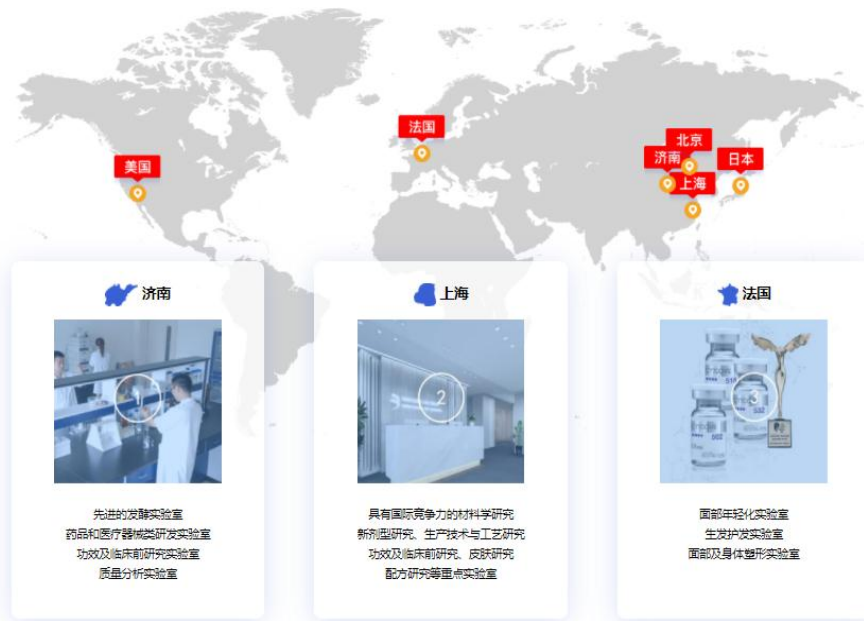 法国
北京
美国
济南
日本
上海
济南
上海
法国
1
2
3
先进的发酵实验室
药品和医疗器械类研发实验室
功效及临床前研究实验室
质量分析实验室
具有国际竞争力的材料学研究
新剂型研究、生产技术与工艺研究
功效及临床前研究、皮肤研究
配方研究等重点实验室
面部年轻化实验室
生发护发实验室
面部及身体塑形实验室